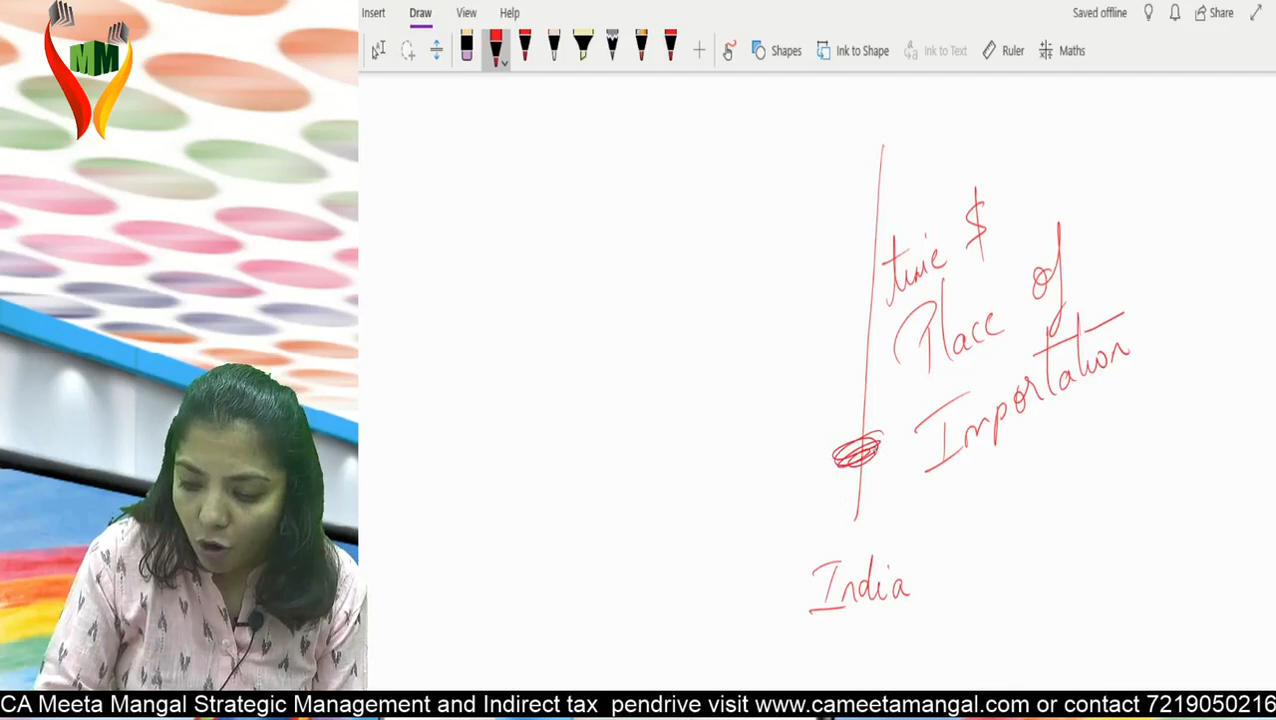 Insert Draw View Help Saved offline Share
Shapes Ink to Shape Ink to Text Ruler Maths
MM
time $
Place of
Importation
India
CA Meeta Mangal Strategic Management and Indirect tax pendrive visit www.cameetamangal.com or contact 7219050216